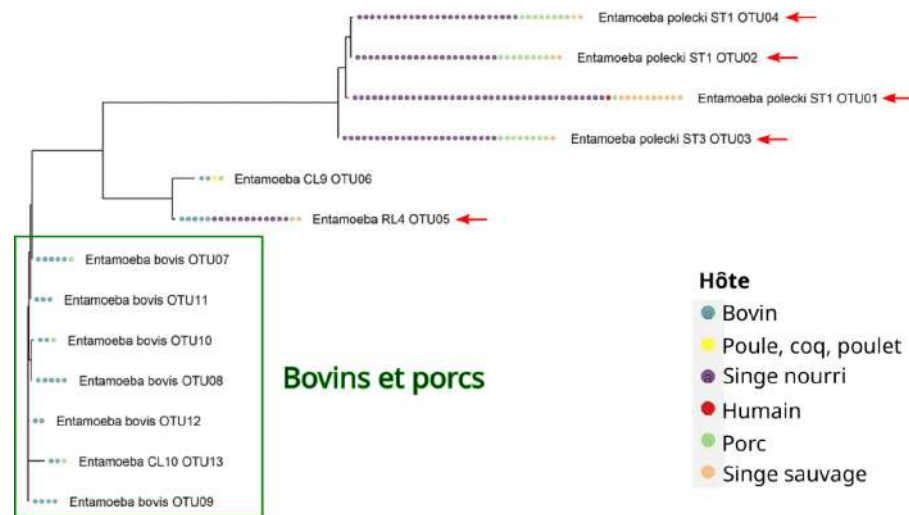 Entamoeba polecki ST1 OTU04
Entamoeba polecki ST1 OTU02
Entamoeba polecki ST1 OTU01
Entamoeba polecki ST3 OTU03
Entamoeba CL9 OTU06
Entamoeba RL4 OTU05
Entamoeba bovis OTU07
Entamoeba bovis OTU11
Entamoeba bovis OTU10
Entamoeba bovis OTU08
Entamoeba bovis OTU12
Entamoeba CL10 OTU13
Entamoeba bovis OTU09
Bovins et porcs
Hôte
Bovin
Poule, coq, poulet
Singe nourri
Humain
Porc
Singe sauvage